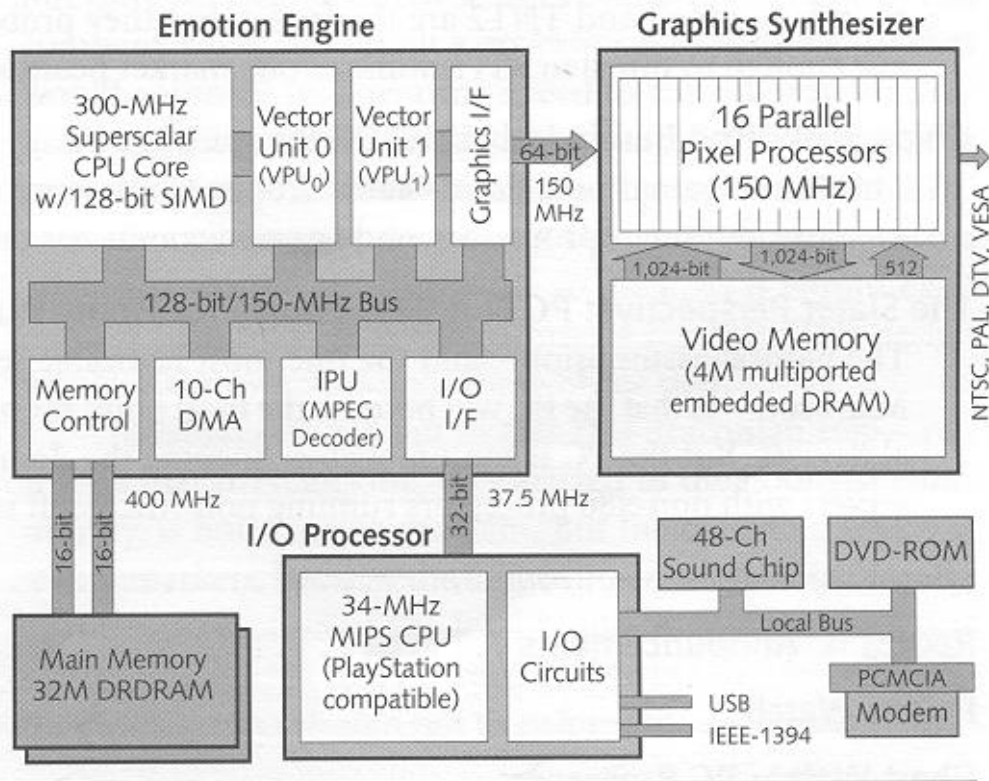 Emotion Engine
Graphics Synthesizer
300-MHz
Superscalar
CPU Core
w/128-bit SIMD
Vector
Unit 0
(VPU₀)
Vector
Unit 1
(VPU₁)
Graphics I/F
64-bit
150
MHz
16 Parallel
Pixel Processors
(150 MHz)
1,024-bit
1,024-bit
512
NTSC, PAL, DTV, VESA
128-bit/150-MHz Bus
Video Memory
(4M multiported
embedded DRAM)
Memory
Control
10-Ch
DMA
IPU
(MPEG
Decoder)
I/O
I/F
16-bit
16-bit
400 MHz
32-bit
37.5 MHz
I/O Processor
48-Ch
Sound Chip
DVD-ROM
34-MHz
MIPS CPU
(PlayStation
compatible)
I/O
Circuits
Local Bus
Main Memory
32M DRDRAM
PCMCIA
Modem
USB
IEEE-1394